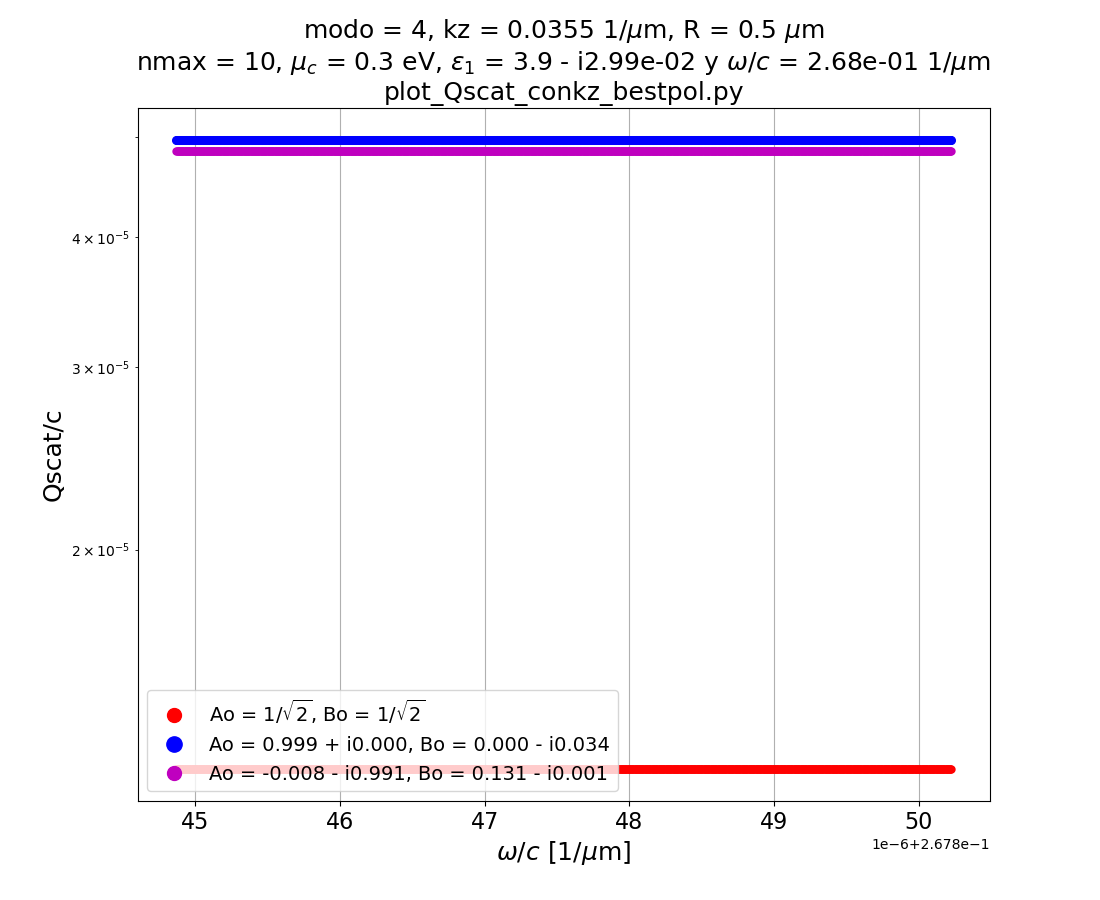 modo = 4, kz = 0.0355 1/μm, R = 0.5 μm
nmax = 10, μ_c = 0.3 eV, ε_1 = 3.9 - i2.99e-02 y ω/c = 2.68e-01 1/μm
plot_Qscat_conkz_bestpol.py
4 × 10⁻⁵
3 × 10⁻⁵
2 × 10⁻⁵
Qscat/c
Ao = 1/√2, Bo = 1/√2
Ao = 0.999 + i0.000, Bo = 0.000 - i0.034
Ao = -0.008 - i0.991, Bo = 0.131 - i0.001
45 46 47 48 49 50
1e−6+2.678e−1
ω/c [1/μm]